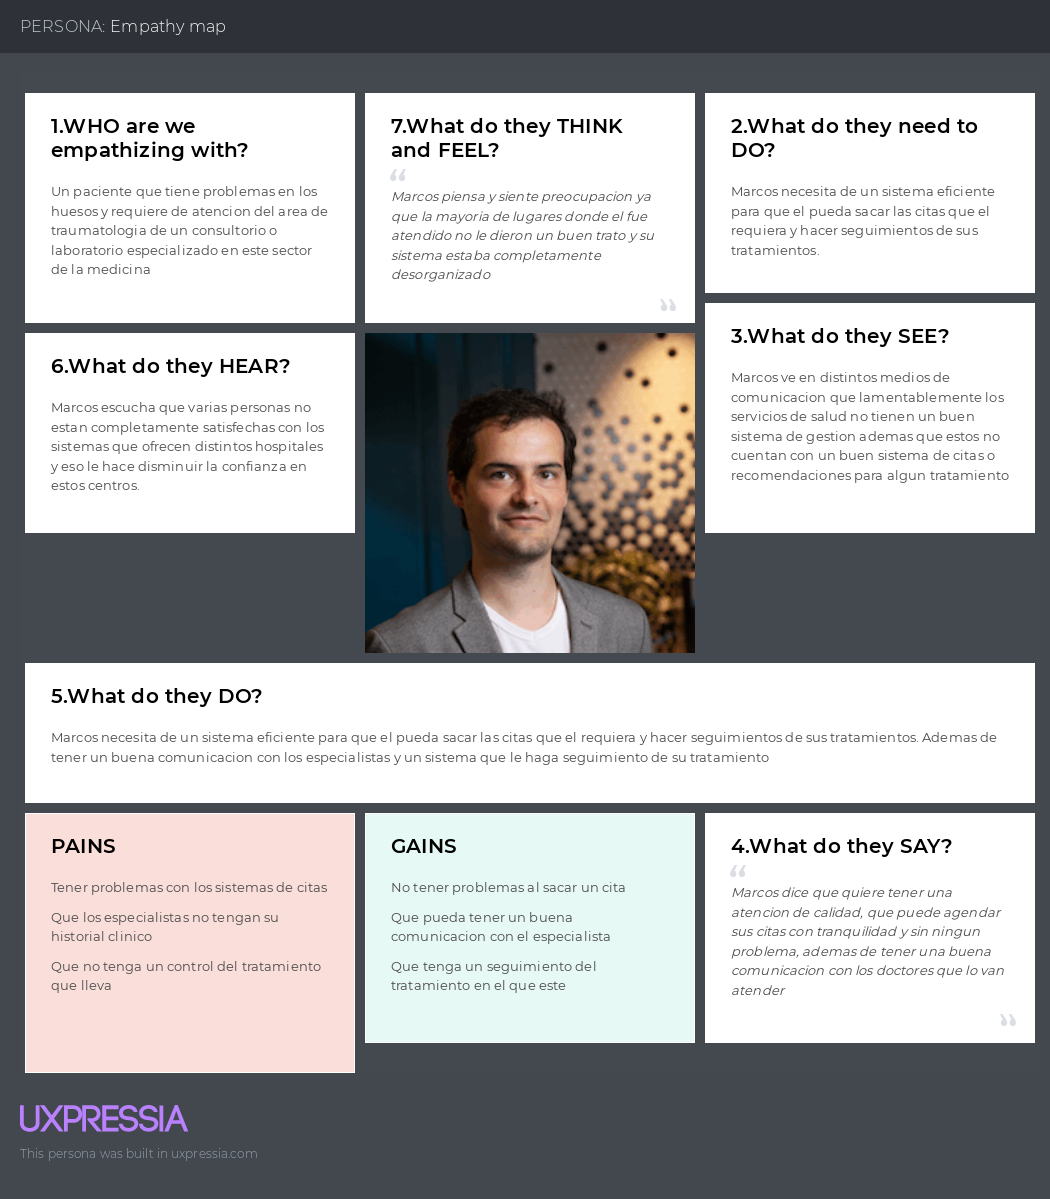 PERSONA: Empathy map
1.WHO are we
empathizing with?
Un paciente que tiene problemas en los
huesos y requiere de atencion del area de
traumatologia de un consultorio o
laboratorio especializado en este sector
de la medicina
7.What do they THINK
and FEEL?
“
Marcos piensa y siente preocupacion ya
que la mayoria de lugares donde el fue
atendido no le dieron un buen trato y su
sistema estaba completamente
desorganizado
”
2.What do they need to
DO?
Marcos necesita de un sistema eficiente
para que el pueda sacar las citas que el
requiera y hacer seguimientos de sus
tratamientos.
6.What do they HEAR?
Marcos escucha que varias personas no
estan completamente satisfechas con los
sistemas que ofrecen distintos hospitales
y eso le hace disminuir la confianza en
estos centros.
3.What do they SEE?
Marcos ve en distintos medios de
comunicacion que lamentablemente los
servicios de salud no tienen un buen
sistema de gestion ademas que estos no
cuentan con un buen sistema de citas o
recomendaciones para algun tratamiento
5.What do they DO?
Marcos necesita de un sistema eficiente para que el pueda sacar las citas que el requiera y hacer seguimientos de sus tratamientos. Ademas de
tener un buena comunicacion con los especialistas y un sistema que le haga seguimiento de su tratamiento
PAINS
Tener problemas con los sistemas de citas
Que los especialistas no tengan su
historial clinico
Que no tenga un control del tratamiento
que lleva
GAINS
No tener problemas al sacar un cita
Que pueda tener un buena
comunicacion con el especialista
Que tenga un seguimiento del
tratamiento en el que este
4.What do they SAY?
“
Marcos dice que quiere tener una
atencion de calidad, que puede agendar
sus citas con tranquilidad y sin ningun
problema, ademas de tener una buena
comunicacion con los doctores que lo van
atender
”
UXPRESSIA
This persona was built in uxpressia.com